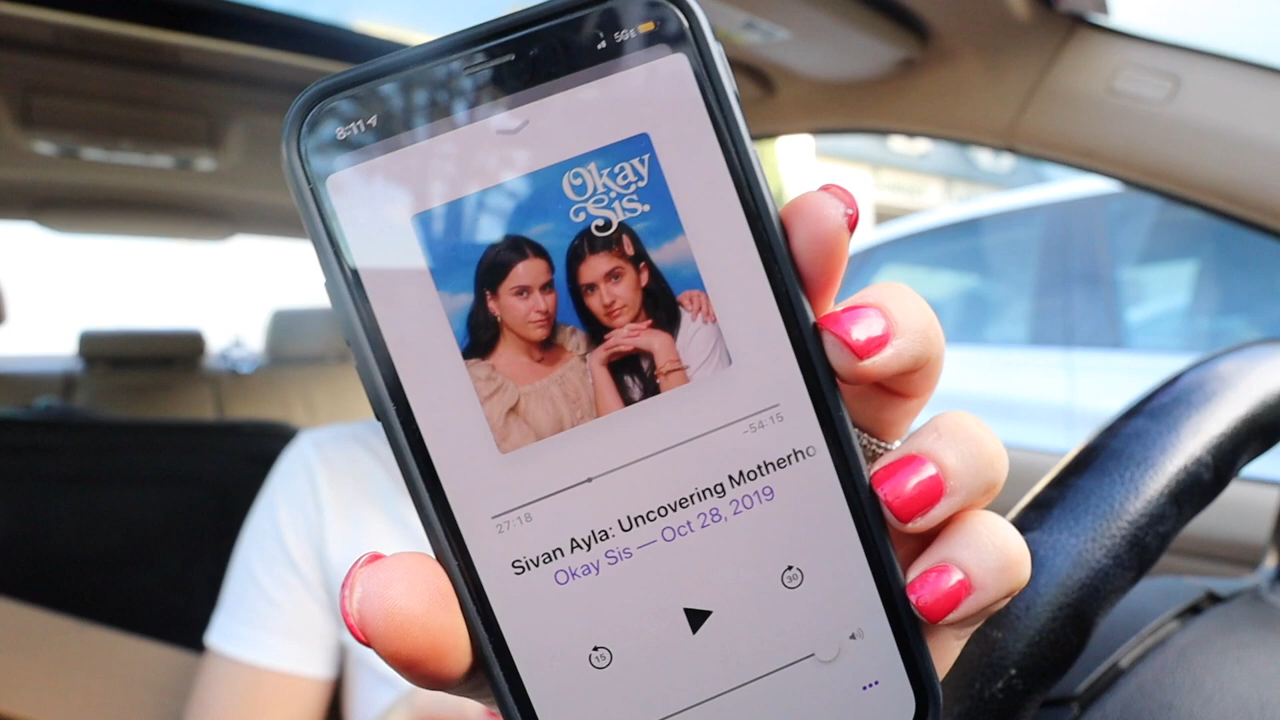 8:11
5GE
Okay
Sis.
27:18
-54:15
Sivan Ayla: Uncovering Motherho
Okay Sis — Oct 28, 2019
15
30